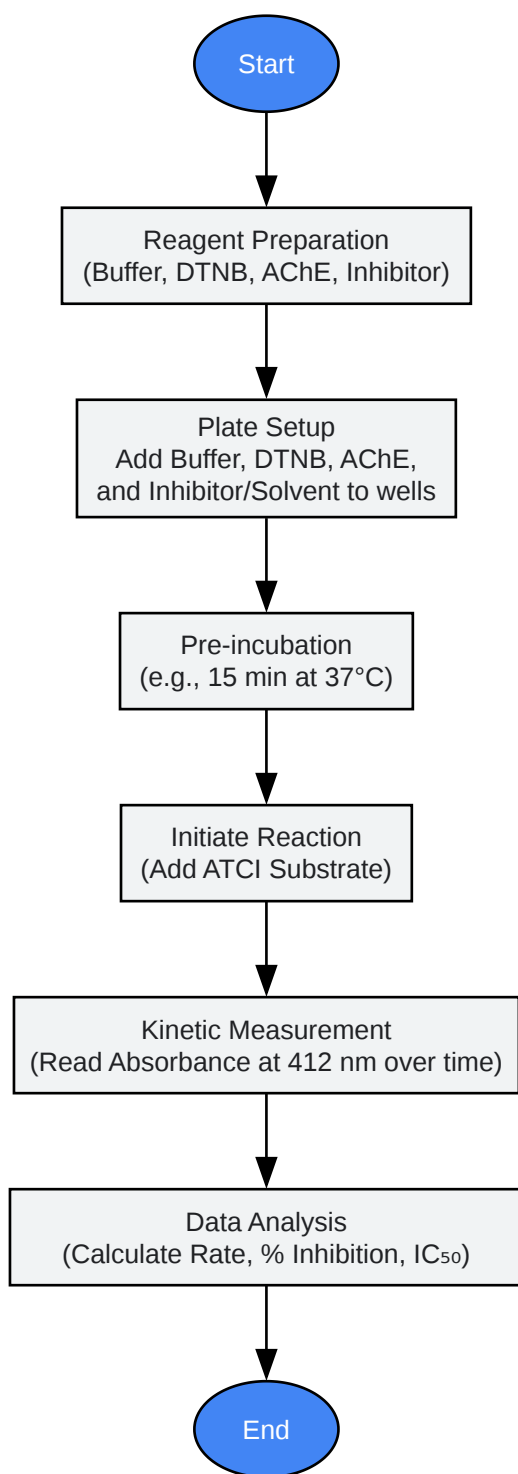 Start
Reagent Preparation
(Buffer, DTNB, AChE, Inhibitor)
Plate Setup
Add Buffer, DTNB, AChE,
and Inhibitor/Solvent to wells
Pre-incubation
(e.g., 15 min at 37°C)
Initiate Reaction
(Add ATCI Substrate)
Kinetic Measurement
(Read Absorbance at 412 nm over time)
Data Analysis
(Calculate Rate, % Inhibition, IC₅₀)
End